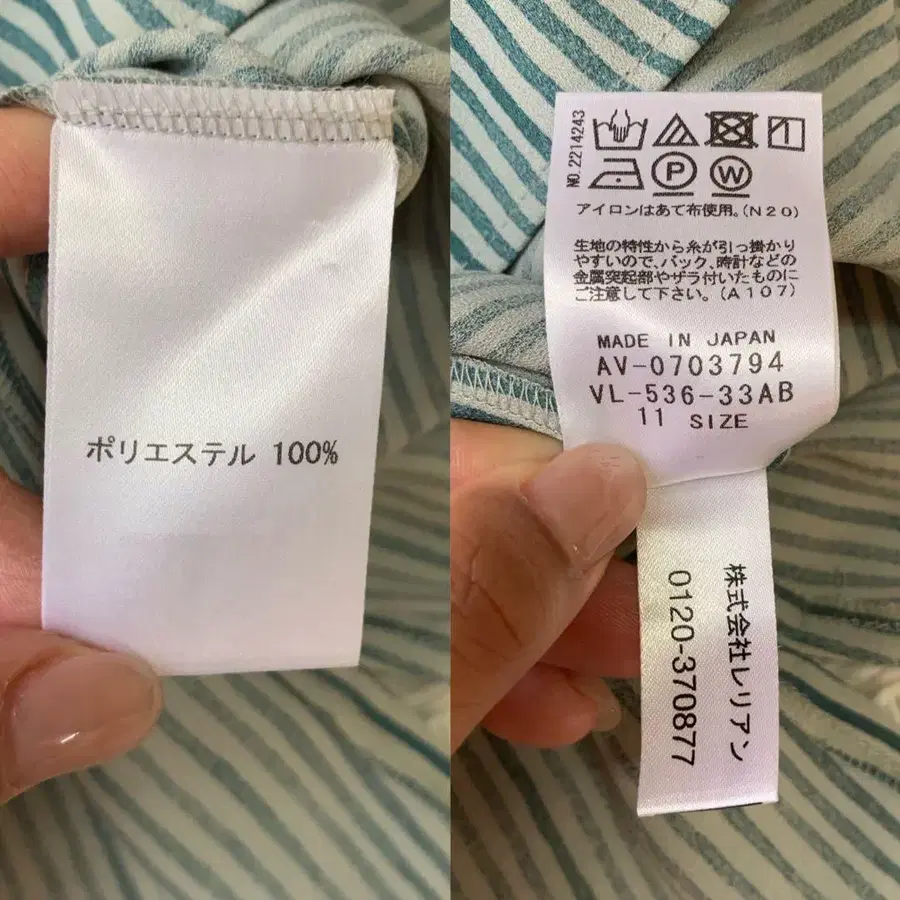 ポリエステル 100%
NO.2214243
P
W
アイロンはあて布使用。(N20)
生地の特性から糸が引っ掛かり
やすいので、バック、時計などの
金属突起部やザラ付いたものに
ご注意して下さい。(A107)
MADE IN JAPAN
AV-0703794
VL-536-33AB
11 SIZE
株式会社レリアン
0120-370877